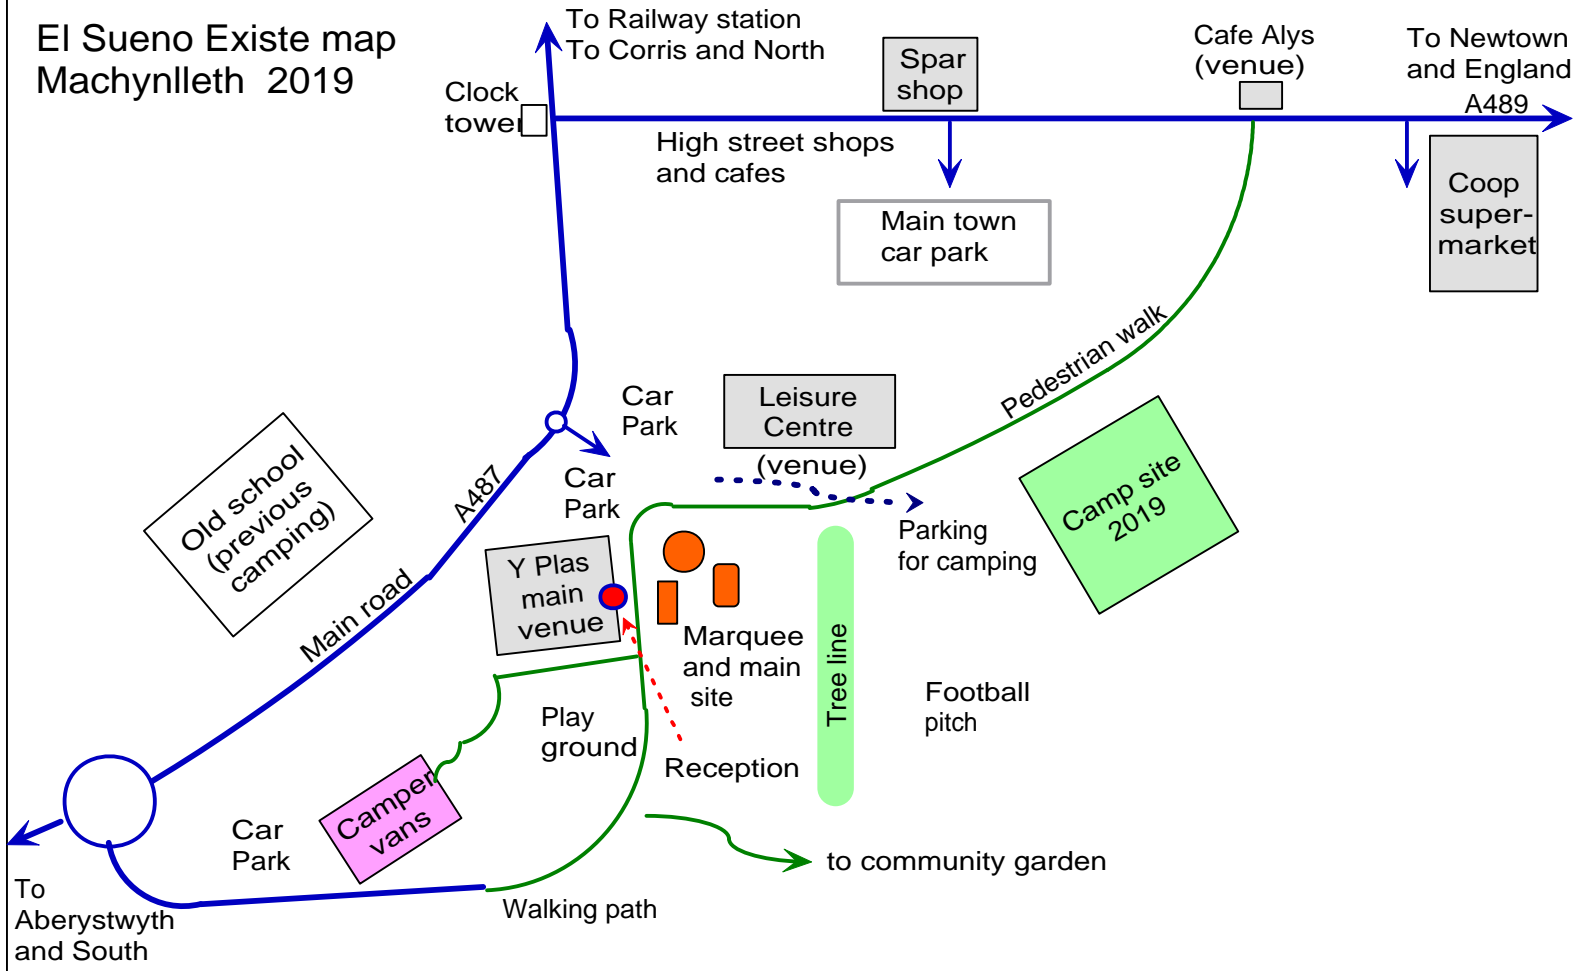 El Sueno Existe map
Machynlleth 2019
To Railway station
To Corris and North
Clock
tower
Spar
shop
Cafe Alys
(venue)
To Newtown
and England
A489
High street shops
and cafes
Main town
car park
Coop
super-
market
Pedestrian walk
Car
Park
Leisure
Centre
(venue)
Car
Park
A487
Old school
(previous
camping)
Main road
Parking
for camping
Camp site
2019
Y Plas
main
venue
Marquee
and main
site
Tree line
Football
pitch
Play
ground
Reception
Camper
vans
Car
Park
to community garden
Walking path
To
Aberystwyth
and South